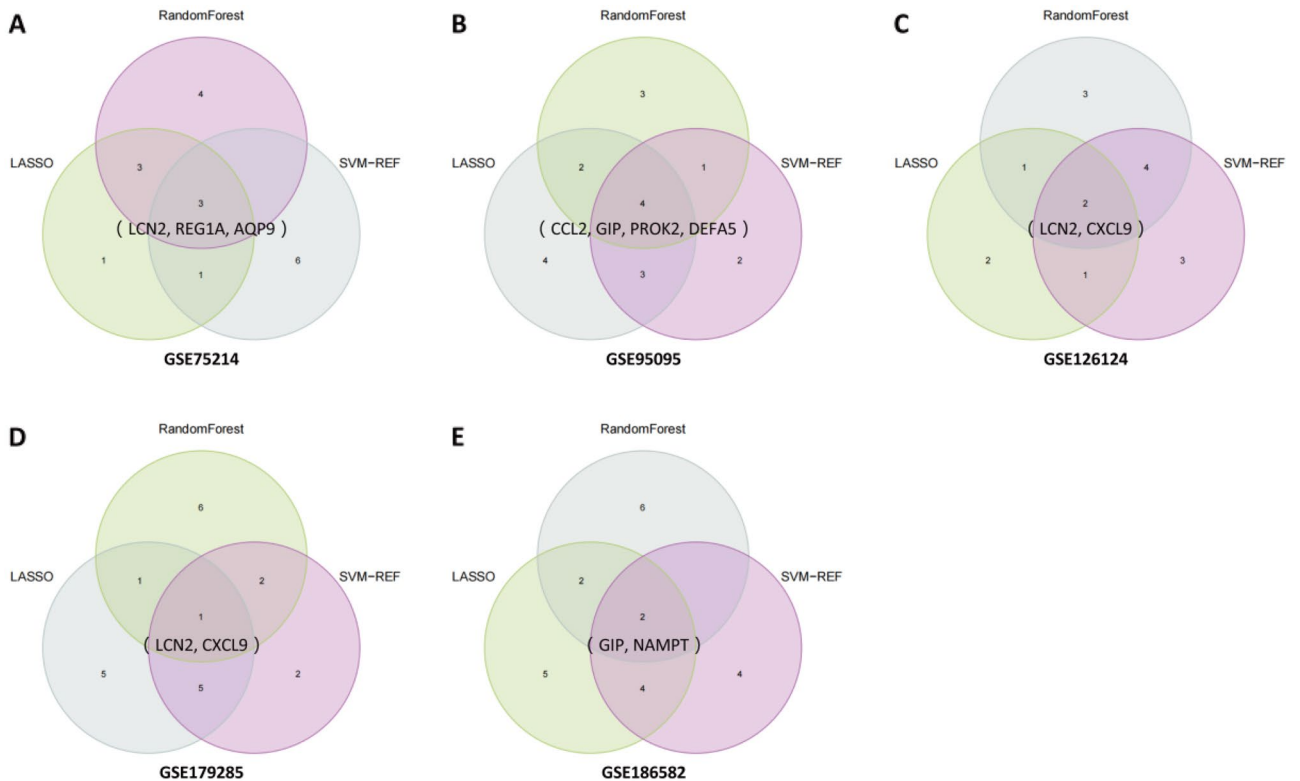 A
RandomForest
4
LASSO
3
SVM-REF
3
( LCN2, REG1A, AQP9 )
1
1
6
GSE75214
B
RandomForest
3
LASSO
2
1
SVM-REF
4
( CCL2, GIP, PROK2, DEFA5 )
4
3
2
GSE95095
C
RandomForest
3
LASSO
1
4
SVM-REF
2
( LCN2, CXCL9 )
2
1
3
GSE126124
D
RandomForest
6
LASSO
1
2
SVM-REF
1
( LCN2, CXCL9 )
5
5
2
GSE179285
E
RandomForest
6
LASSO
2
SVM-REF
2
( GIP, NAMPT )
5
4
4
GSE186582